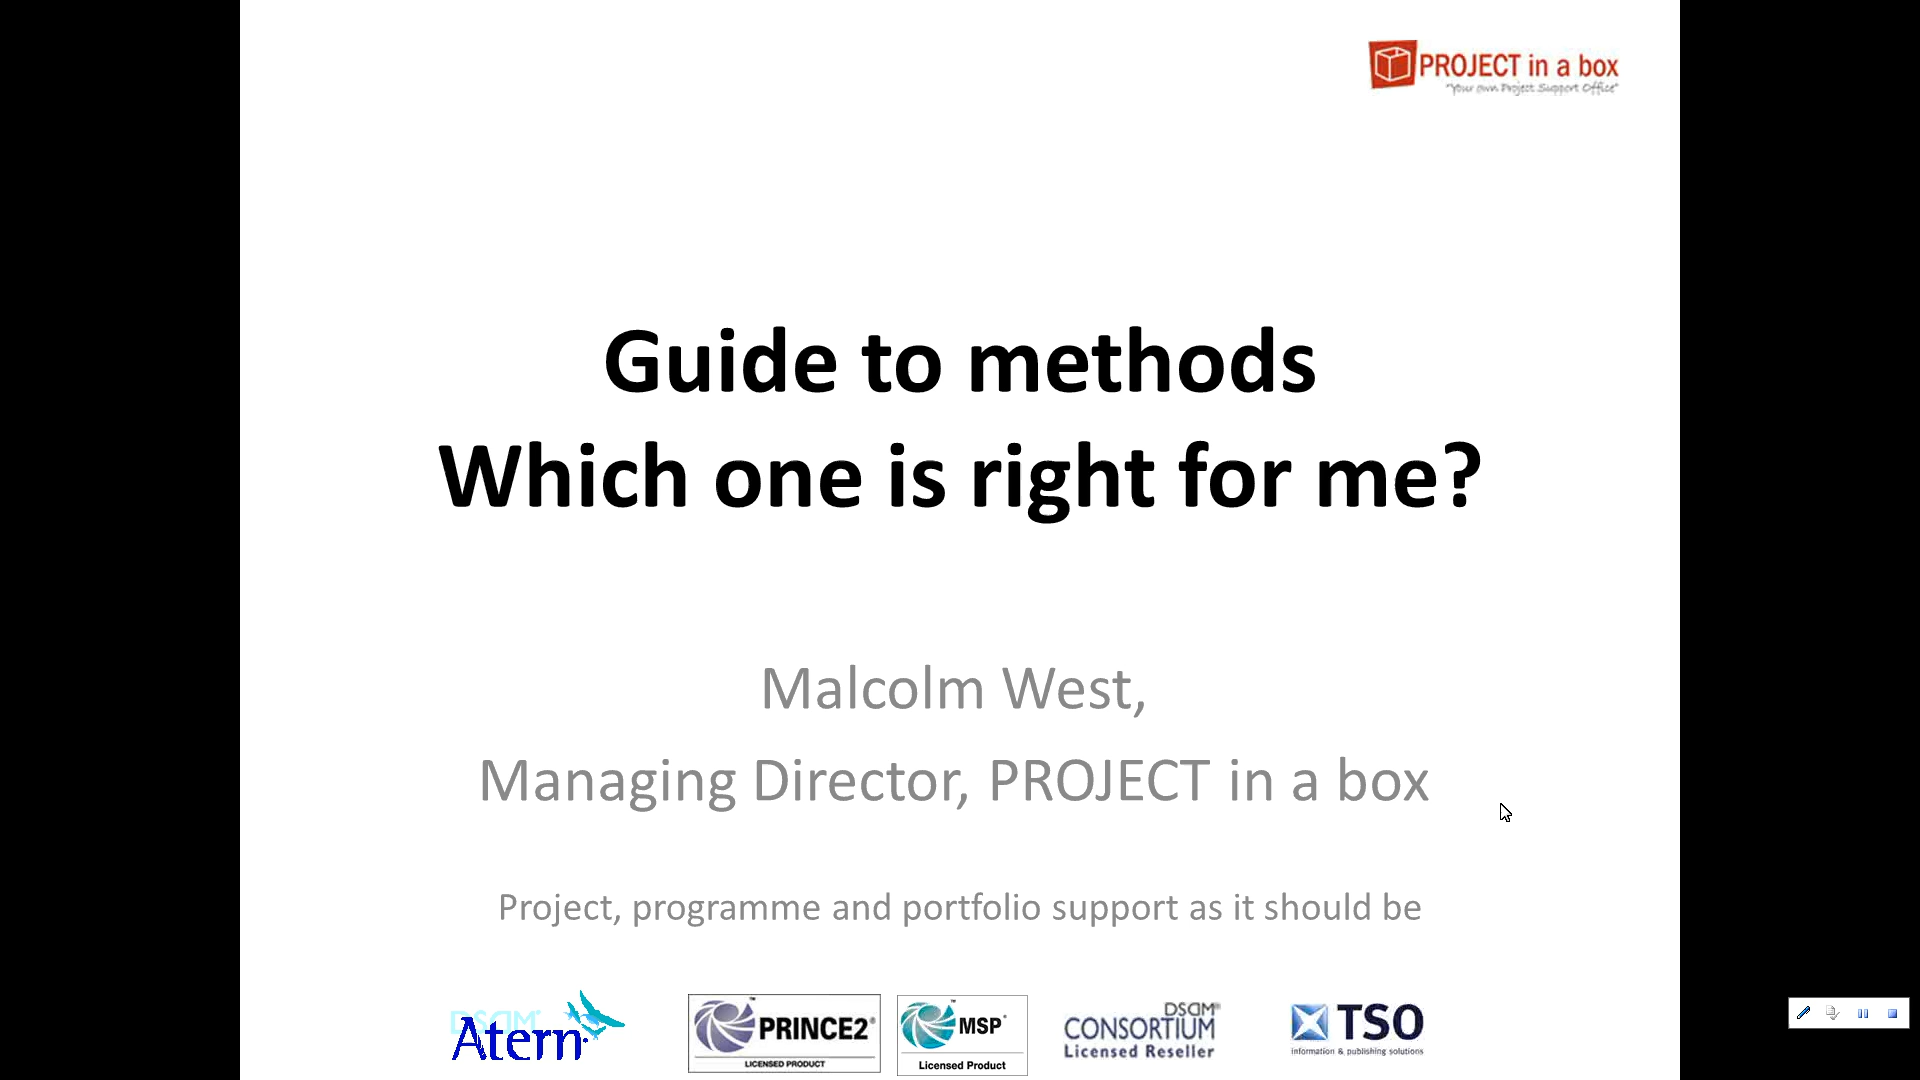 PROJECT in a box
"Your own Project Support Office"
Guide to methods
Which one is right for me?
Malcolm West,
Managing Director, PROJECT in a box
Project, programme and portfolio support as it should be
DSDM®
Atern
PRINCE2®
LICENSED PRODUCT
MSP®
Licensed Product
DSDM®
CONSORTIUM
Licensed Reseller
TSO
information & publishing solutions